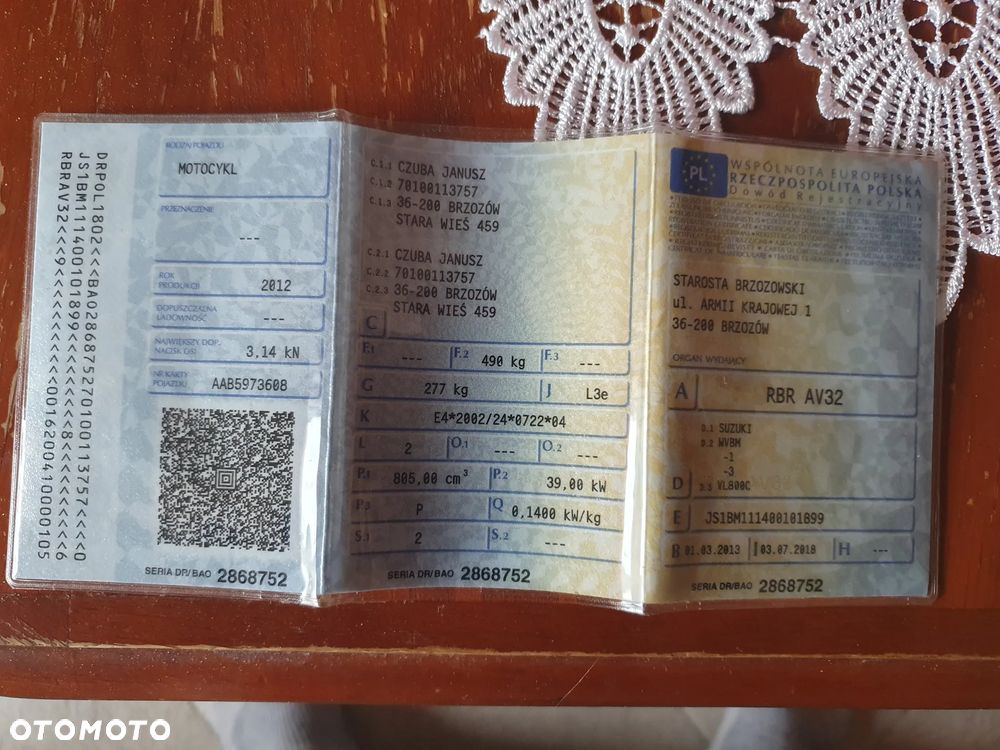 DRPOL1802<<<BAO2868752701001137
57<<<<0
JS1BM111400101899<<<<<<<8<<<<<<<<6
RBRAV32<<<9<<<<<<<<<<<001620041000105
RODZAJ POJAZDU
MOTOCYKL
PRZEZNACZENIE
---
ROK
PRODUKCJI
2012
DOPUSZCZALNA
ŁADOWNOŚĆ
---
NAJWIĘKSZY DOP.
NACISK OSI
3,14 kN
NR KARTY
POJAZDU
AAB5973608
SERIA DR/BAO 2868752
C.1.1 CZUBA JANUSZ
C.1.2 70100113757
C.1.3 36-200 BRZOZÓW
STARA WIEŚ 459
C.2.1 CZUBA JANUSZ
C.2.2 70100113757
C.2.3 36-200 BRZOZÓW
STARA WIEŚ 459
C
F.1 --- F.2 490 kg F.3 ---
G 277 kg J L3e
K E4*2002/24*0722*04
L 2 O.1 --- O.2 ---
P.1 805,00 cm³ P.2 39,00 kW
P.3 P Q 0,1400 kW/kg
S.1 2 S.2 ---
SERIA DR/BAO 2868752
PL
WSPÓLNOTA EUROPEJSKA
RZECZPOSPOLITA POLSKA
Dowód Rejestracyjny
STAROSTA BRZOZOWSKI
ul. ARMII KRAJOWEJ 1
36-200 BRZOZÓW
ORGAN WYDAJĄCY
A RBR AV32
D.1 SUZUKI
D.2 WVBM
-1
-3
D D.3 VL800C
E JS1BM111400101899
B 01.03.2013 I 03.07.2018 H ---
SERIA DR/BAO 2868752
OTOMOTO